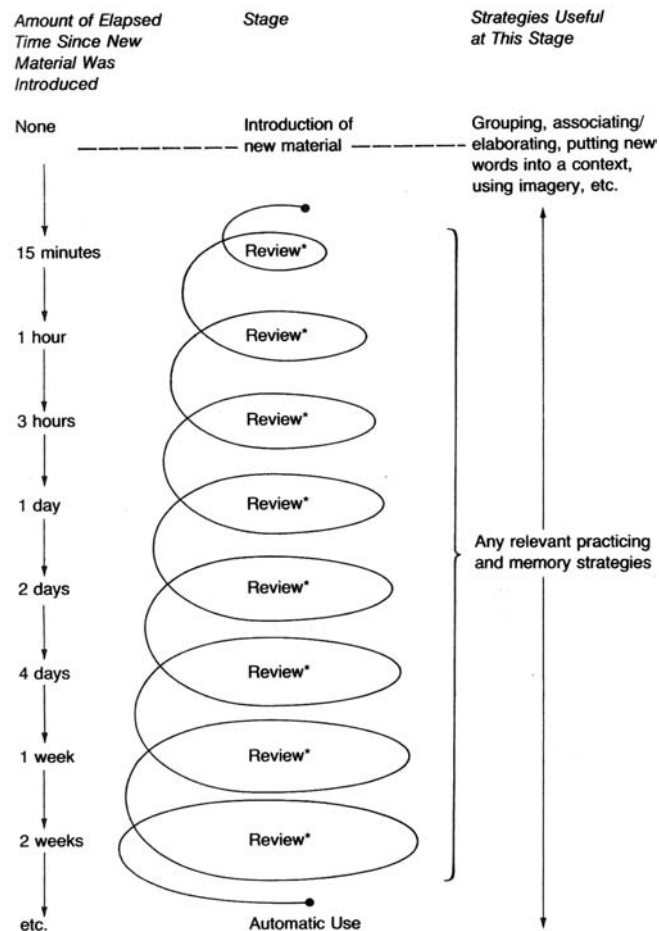 Amount of Elapsed
Time Since New
Material Was
Introduced
Stage
Strategies Useful
at This Stage
None
Introduction of
new material
Grouping, associating/
elaborating, putting new
words into a context,
using imagery, etc.
15 minutes
Review*
1 hour
Review*
3 hours
Review*
1 day
Review*
Any relevant practicing
and memory strategies
2 days
Review*
4 days
Review*
1 week
Review*
2 weeks
Review*
etc.
Automatic Use